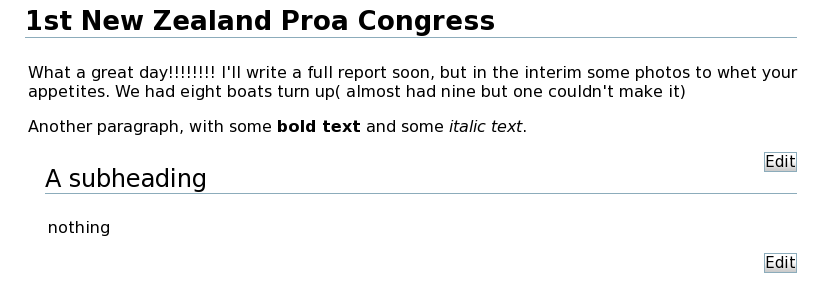 1st New Zealand Proa Congress
What a great day!!!!!!!! I'll write a full report soon, but in the interim some photos to whet your
appetites. We had eight boats turn up( almost had nine but one couldn't make it)
Another paragraph, with some bold text and some italic text.
Edit
A subheading
nothing
Edit